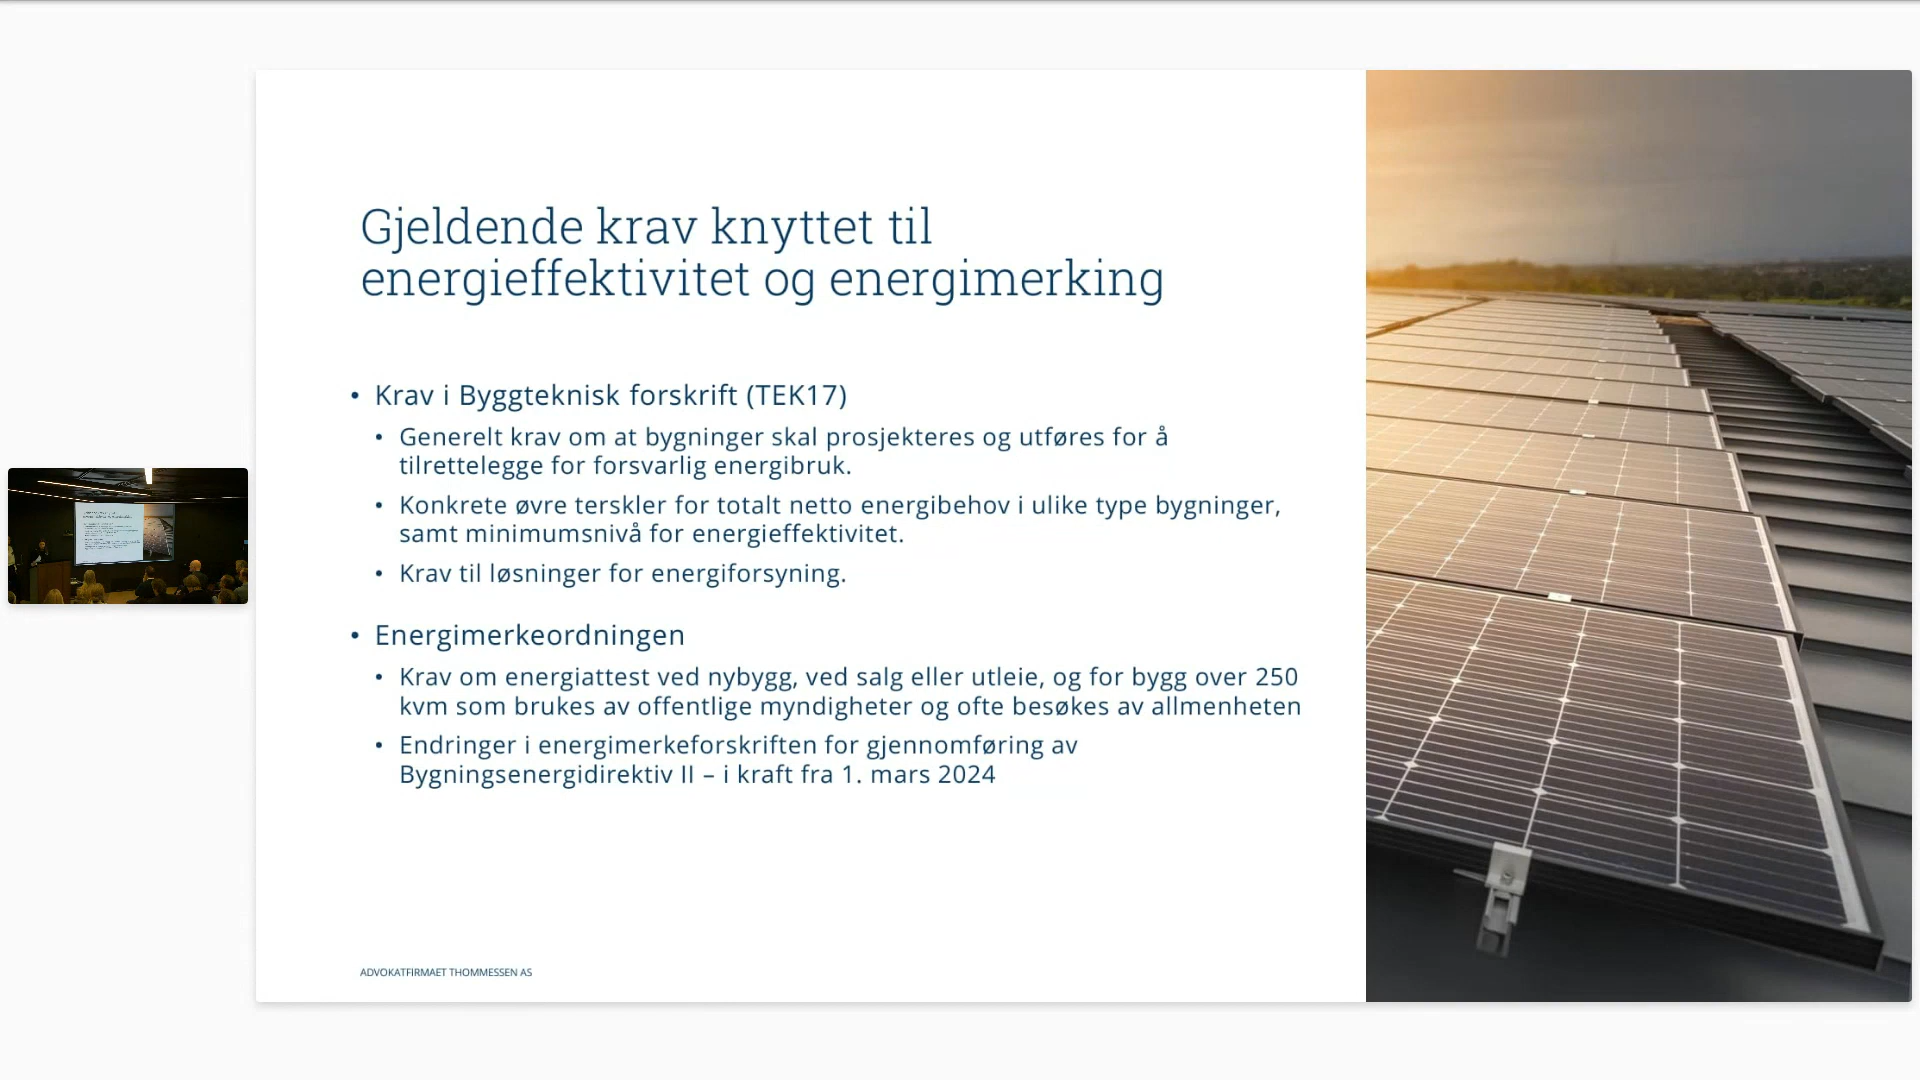 Gjeldende krav knyttet til
energieffektivitet og energimerking
• Krav i Byggteknisk forskrift (TEK17)
• Generelt krav om at bygninger skal prosjekteres og utføres for å
tilrettelegge for forsvarlig energibruk.
• Konkrete øvre terskler for totalt netto energibehov i ulike type bygninger,
samt minimumsnivå for energieffektivitet.
• Krav til løsninger for energiforsyning.
• Energimerkeordningen
• Krav om energiattest ved nybygg, ved salg eller utleie, og for bygg over 250
kvm som brukes av offentlige myndigheter og ofte besøkes av allmenheten
• Endringer i energimerkeforskriften for gjennomføring av
Bygningsenergidirektiv II – i kraft fra 1. mars 2024
ADVOKATFIRMAET THOMMESSEN AS